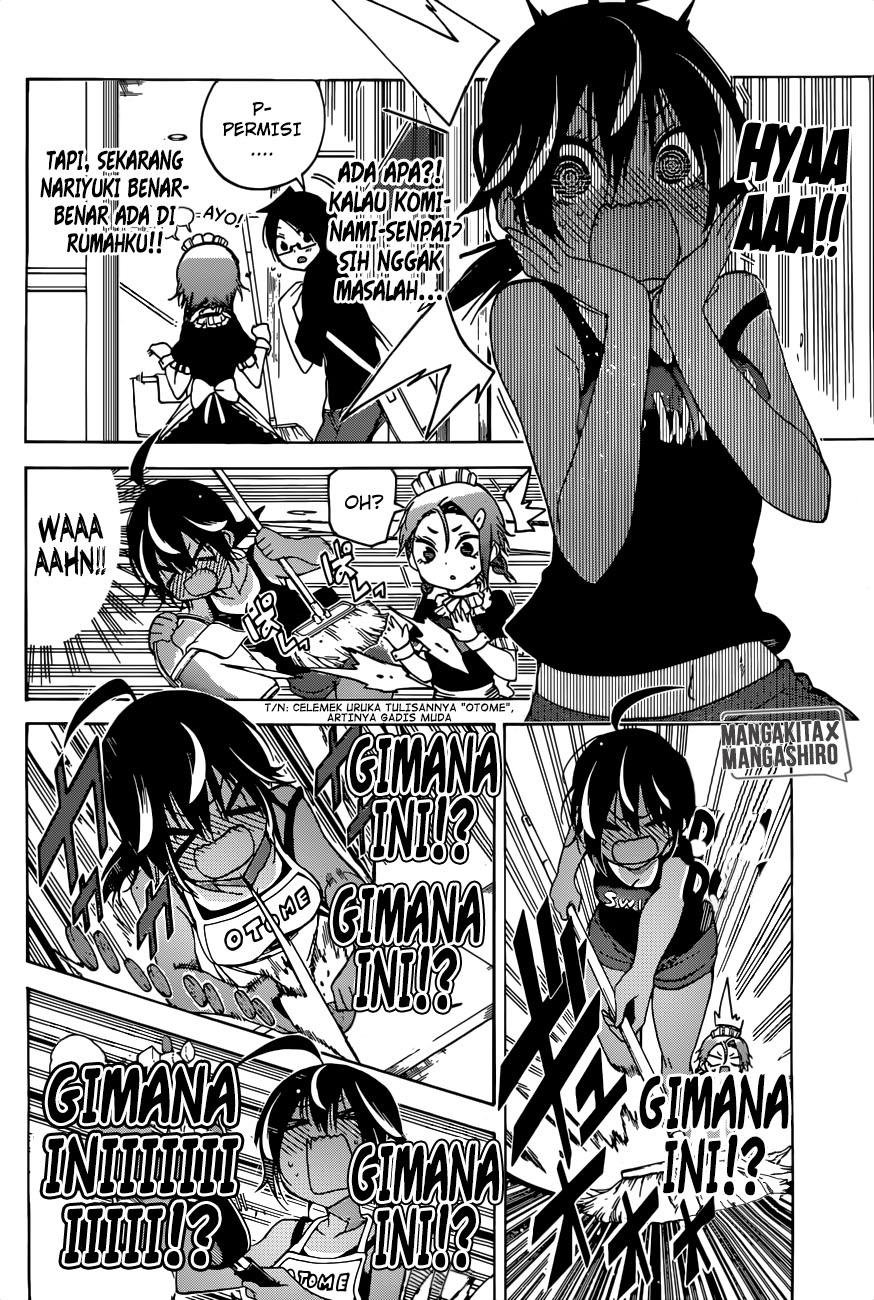 HYAA
AAA!!
ADA APA?!
KALAU KOMI-
NAMI-SENPAI
SIH NGGAK
MASALAH...
P-
PERMISI
....
AYO!
TAPI, SEKARANG
NARIYUKI BENAR-
BENAR ADA DI
RUMAHKU!!
OH?
WAAA
AAHN!!
T/N: CELEMEK URUKA TULISANNYA "OTOME",
ARTINYA GADIS MUDA
MANGAKITA X
MANGASHIRO
SWI
GIMANA
INI!?
GIMANA
INI!?
GIMANA
INI!?
OTOME
GIMANA
INI!?
GIMANA
INIIIIIIII
IIIII!?
OTOME